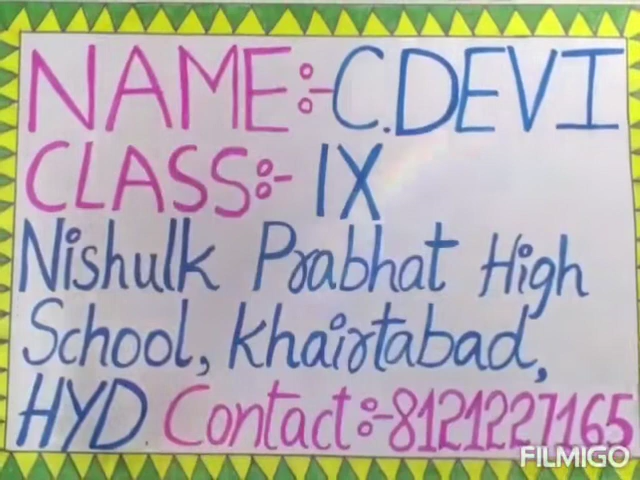 NAME:-C.DEVI
CLASS:- IX
Nishulk Prabhat High
School, Khairtabad,
HYD. Contact:-8121227165
FILMIGO